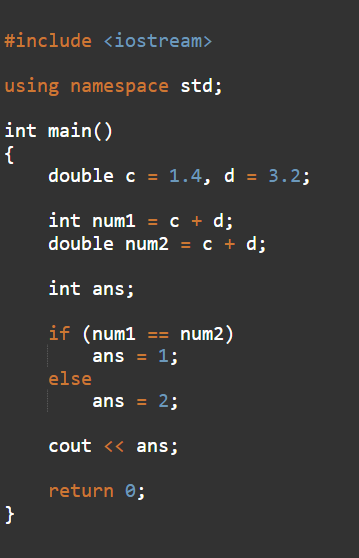 #include <iostream>
using namespace std;
int main()
{
    double c = 1.4, d = 3.2;
    int num1 = c + d;
    double num2 = c + d;
    int ans;
    if (num1 == num2)
        ans = 1;
    else
        ans = 2;
    cout << ans;
    return 0;
}